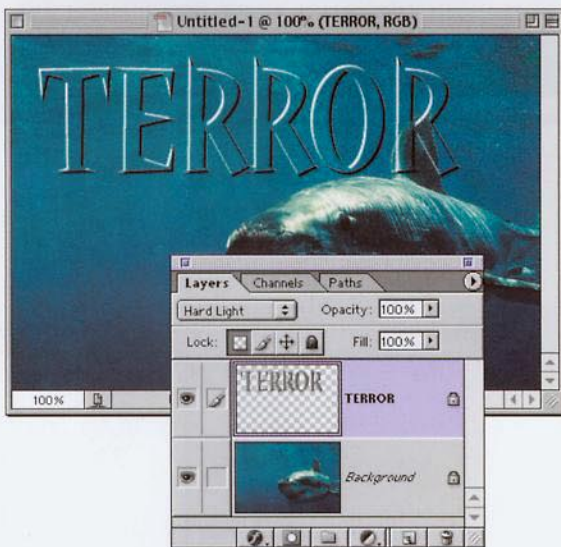 Untitled-1 @ 100% (TERROR, RGB)
TERROR
Layers Channels Paths
Hard Light Opacity: 100%
Lock: Fill: 100%
TERROR
TERROR
Background
100%